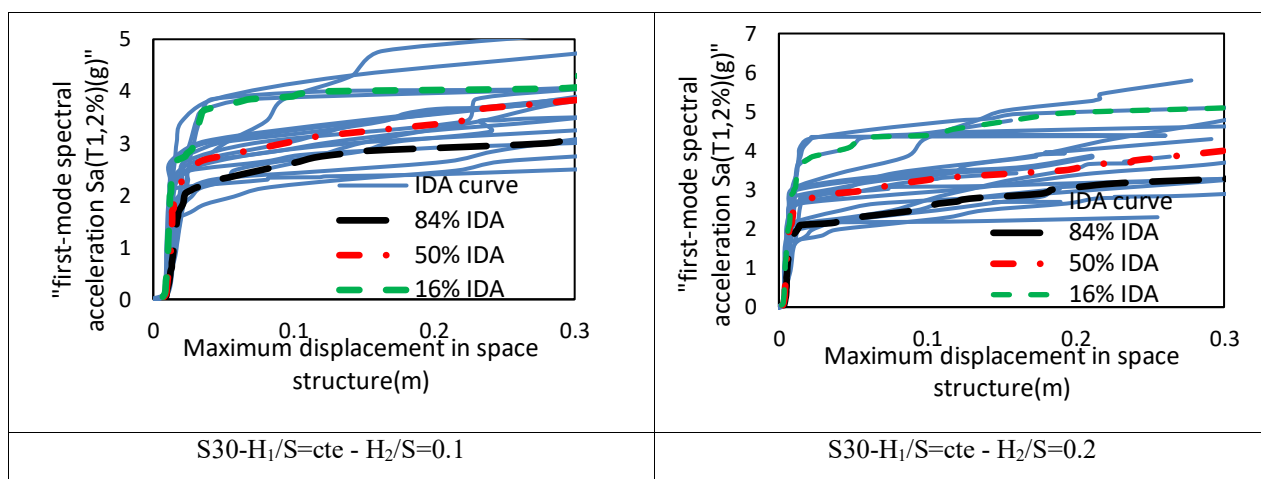 5
4
3
2
1
0
0
0.1
0.2
0.3
"first-mode spectral
acceleration Sa(T1,2%)(g)"
IDA curve
84% IDA
50% IDA
16% IDA
Maximum displacement in space
structure(m)
S30-H₁/S=cte - H₂/S=0.1
7
6
5
4
3
2
1
0
0
0.1
0.2
0.3
"first-mode spectral
acceleration Sa(T1,2%)(g)"
IDA curve
84% IDA
50% IDA
16% IDA
Maximum displacement in space
structure(m)
S30-H₁/S=cte - H₂/S=0.2